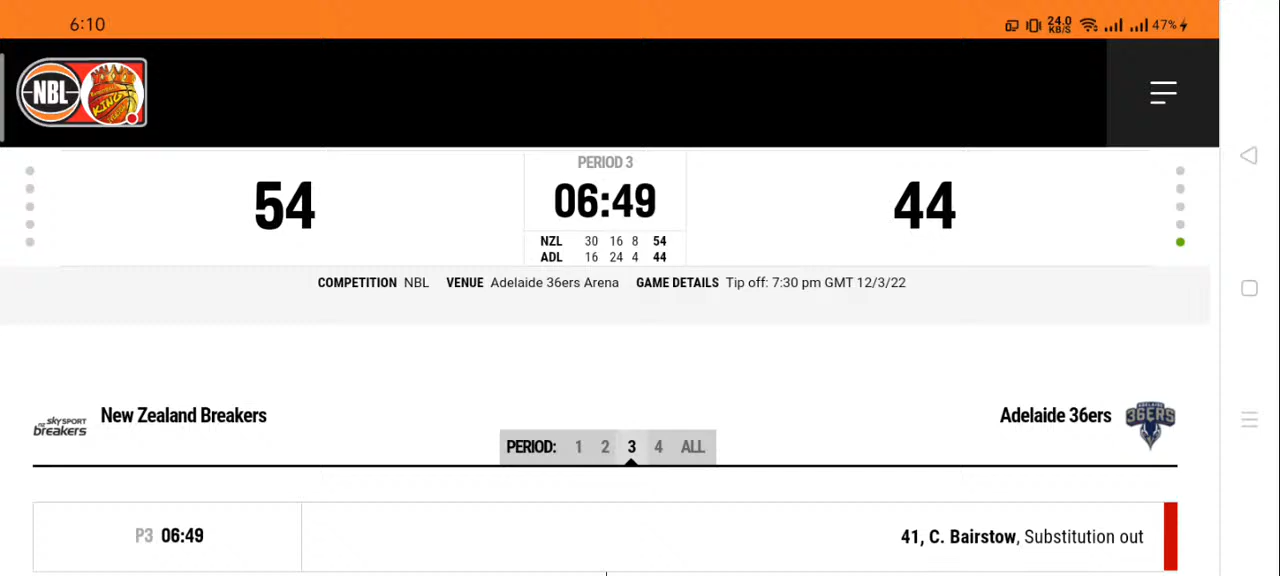 6:10
24.0
KB/S
47%
NBL
KINGS
PERIOD 3
54
06:49
44
NZL 30 16 8 54
ADL 16 24 4 44
COMPETITION NBL VENUE Adelaide 36ers Arena GAME DETAILS Tip off: 7:30 pm GMT 12/3/22
sky sport
breakers
New Zealand Breakers
Adelaide 36ers
ADELAIDE
36ERS
PERIOD: 1 2 3 4 ALL
P3 06:49
41, C. Bairstow, Substitution out